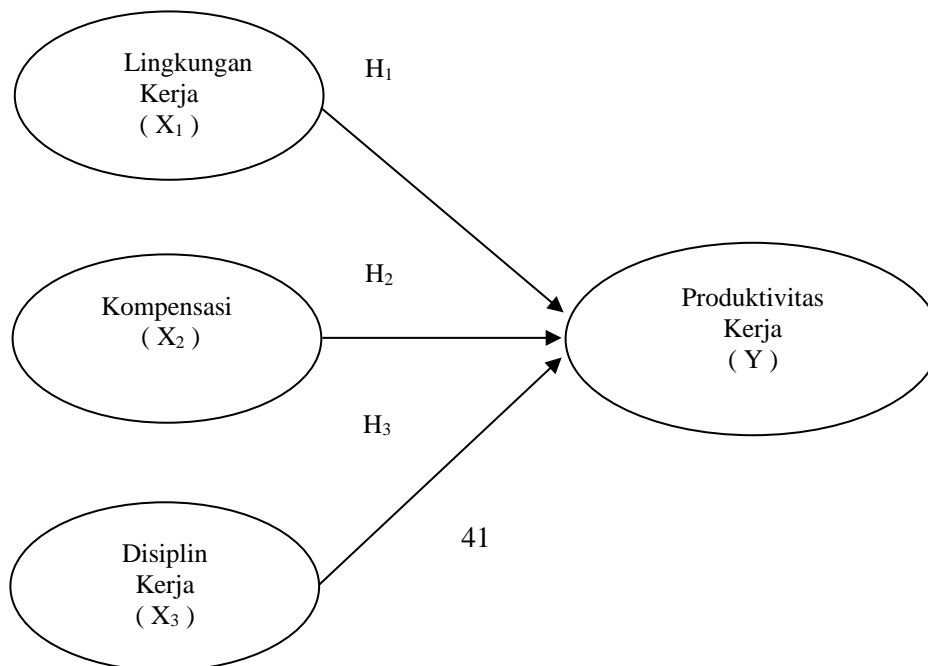 Lingkungan
Kerja
( X₁ )
H₁
Kompensasi
( X₂ )
H₂
Produktivitas
Kerja
( Y )
H₃
41
Disiplin
Kerja
( X₃ )